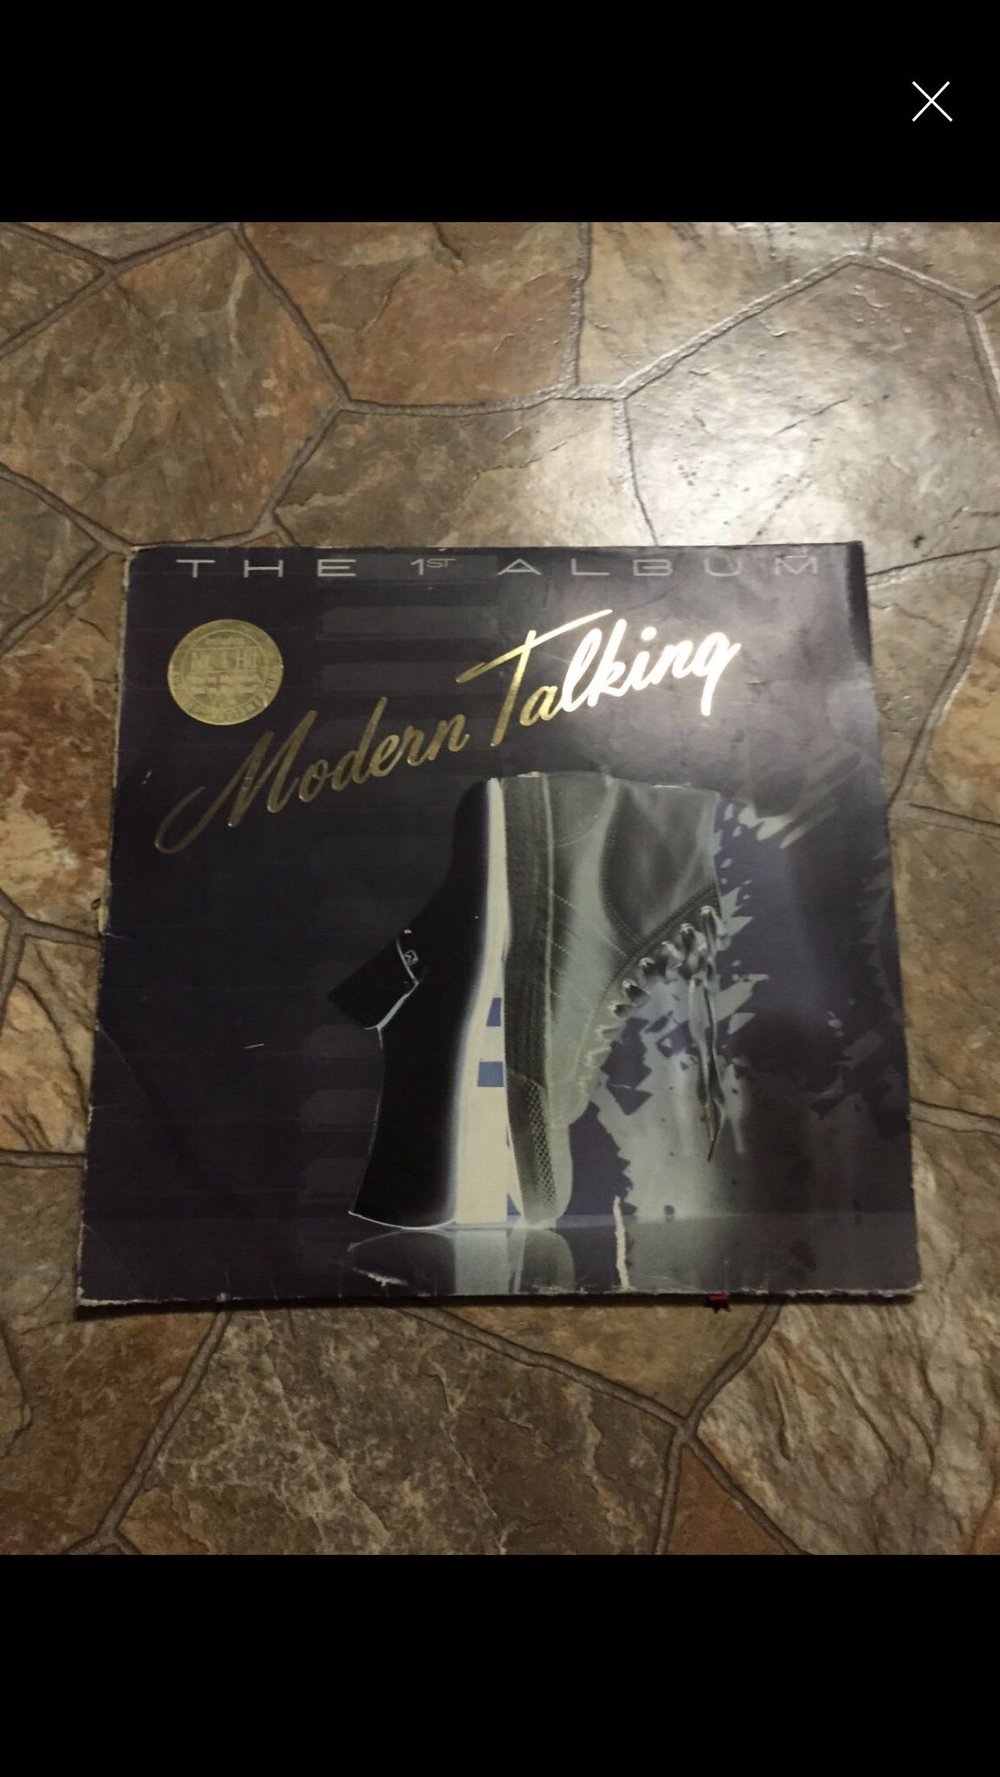 THE 1ST ALBUM
Modern Talking